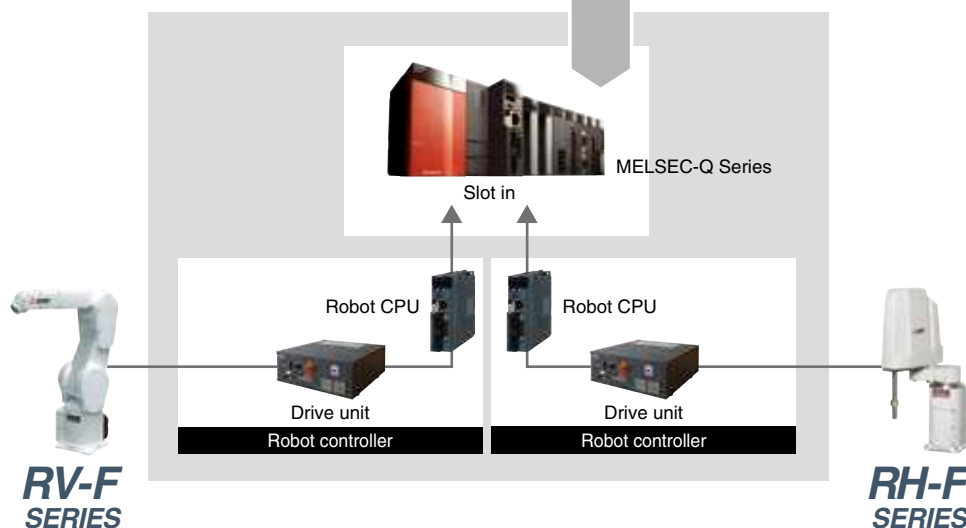 MELSEC-Q Series
Slot in
Robot CPU
Robot CPU
Drive unit
Drive unit
Robot controller
Robot controller
RV-F
SERIES
RH-F
SERIES